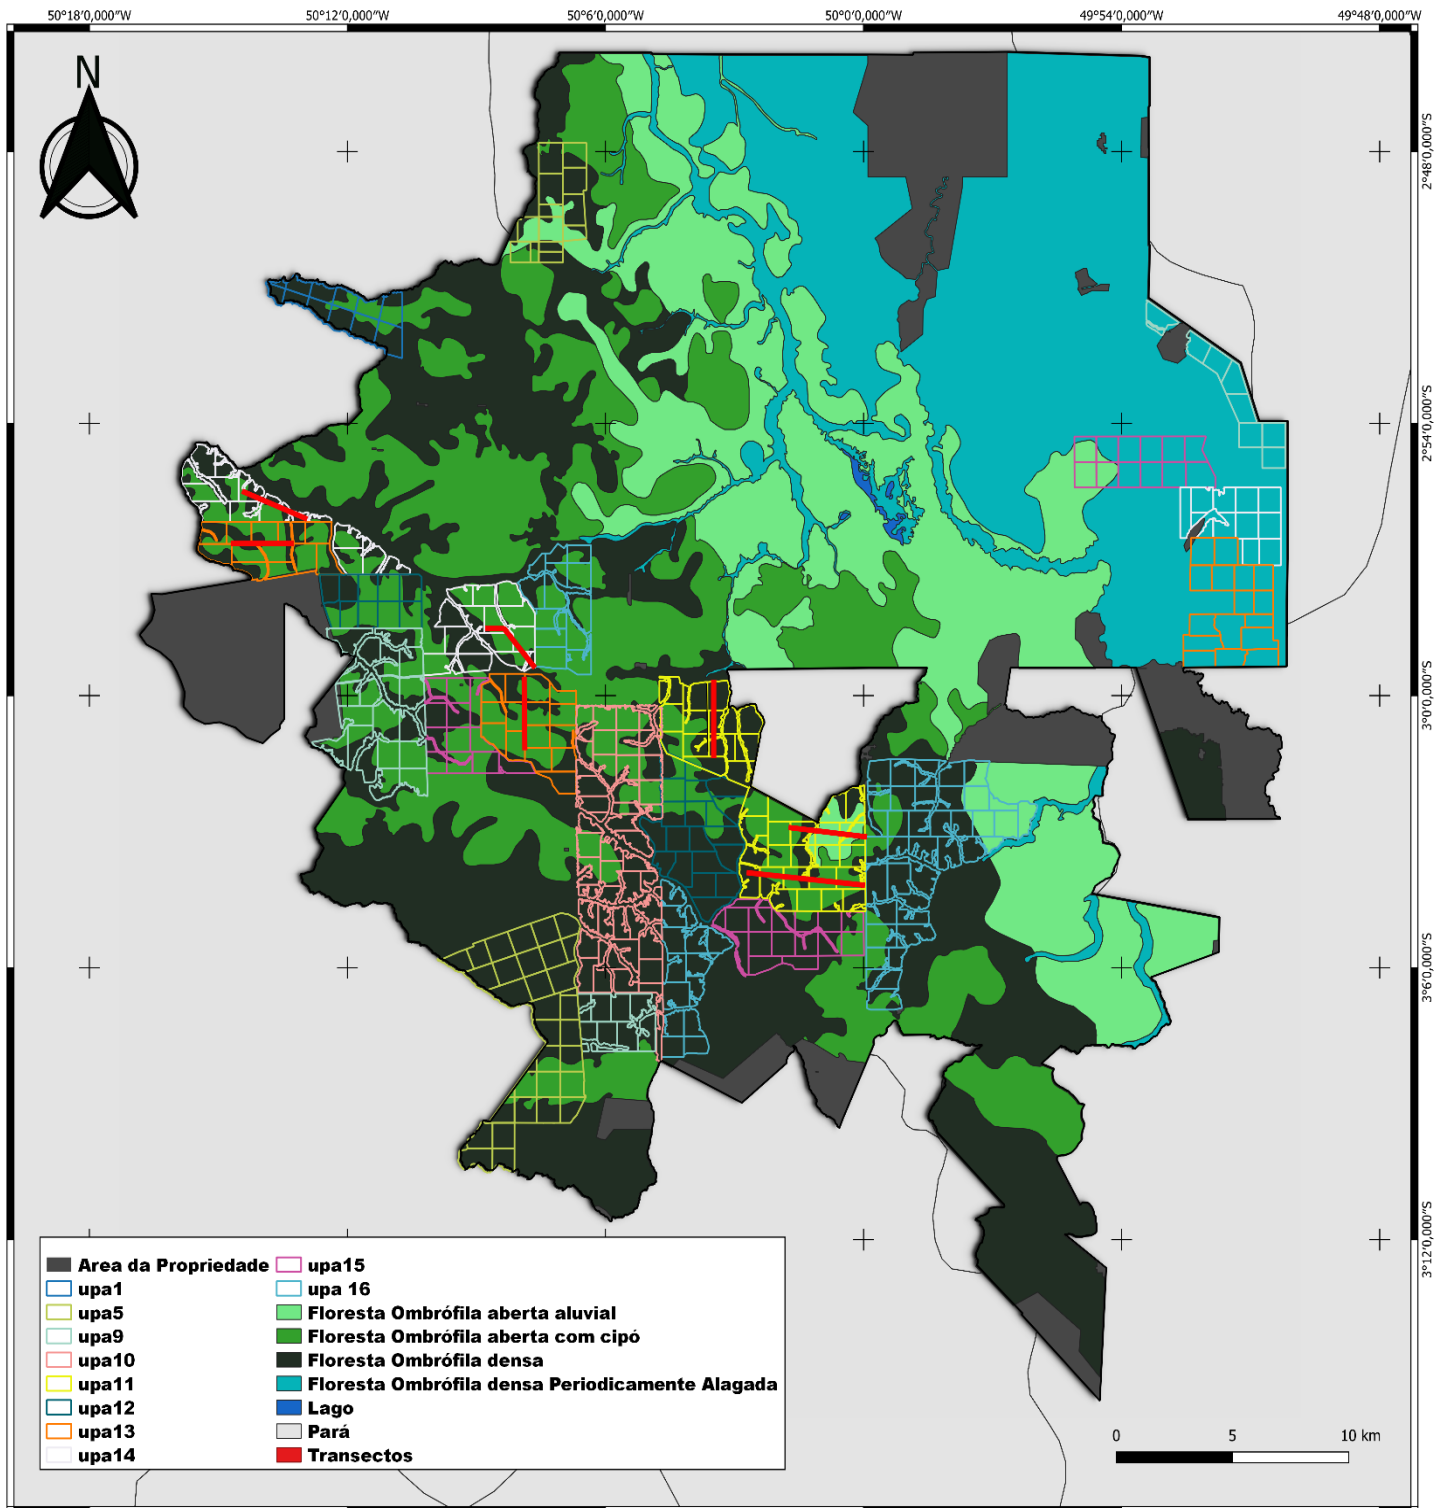 50°18'0,000"W 50°12'0,000"W 50°6'0,000"W 50°0'0,000"W 49°54'0,000"W 49°48'0,000"W
N
2°48'0,000"S
2°54'0,000"S
3°0'0,000"S
3°6'0,000"S
3°12'0,000"S
Area da Propriedade
upa1
upa5
upa9
upa10
upa11
upa12
upa13
upa14
upa15
upa 16
Floresta Ombrófila aberta aluvial
Floresta Ombrófila aberta com cipó
Floresta Ombrófila densa
Floresta Ombrófila densa Periodicamente Alagada
Lago
Pará
Transectos
0 5 10 km